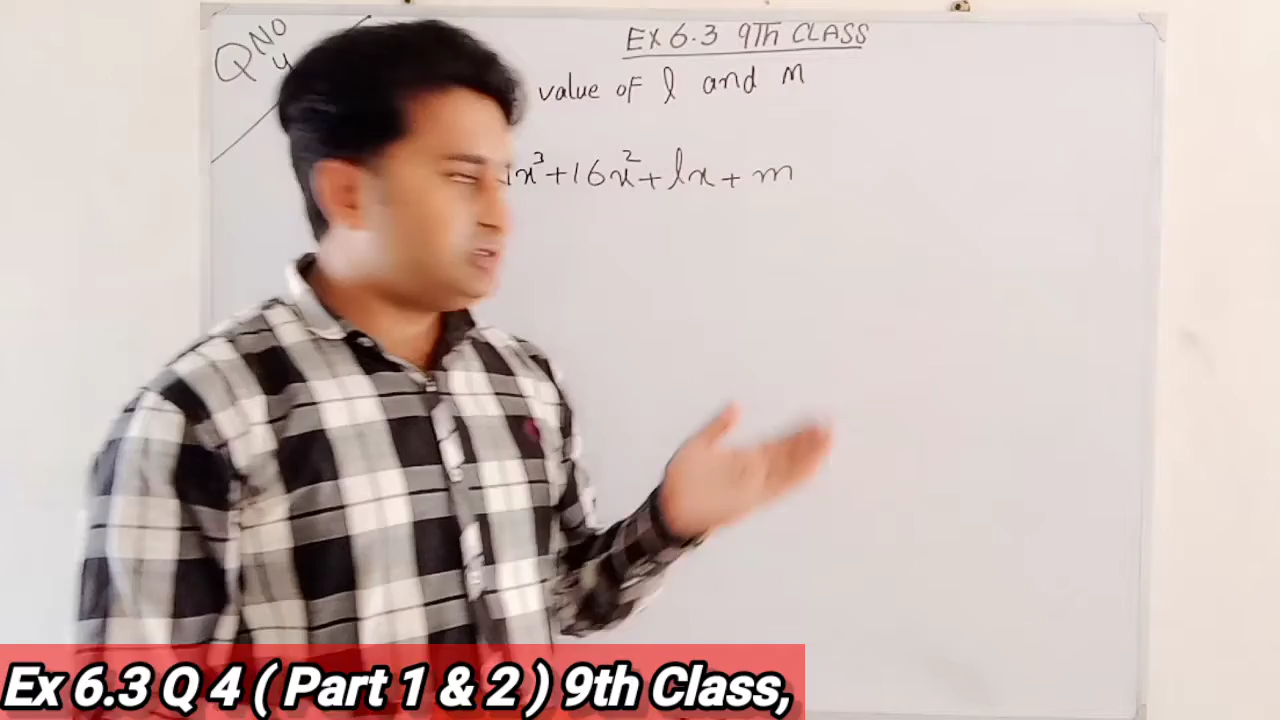 Q NO 4
EX 6.3 9TH CLASS
value of l and m
x³+16x²+lx+m
Ex 6.3 Q 4 ( Part 1 & 2 ) 9th Class,